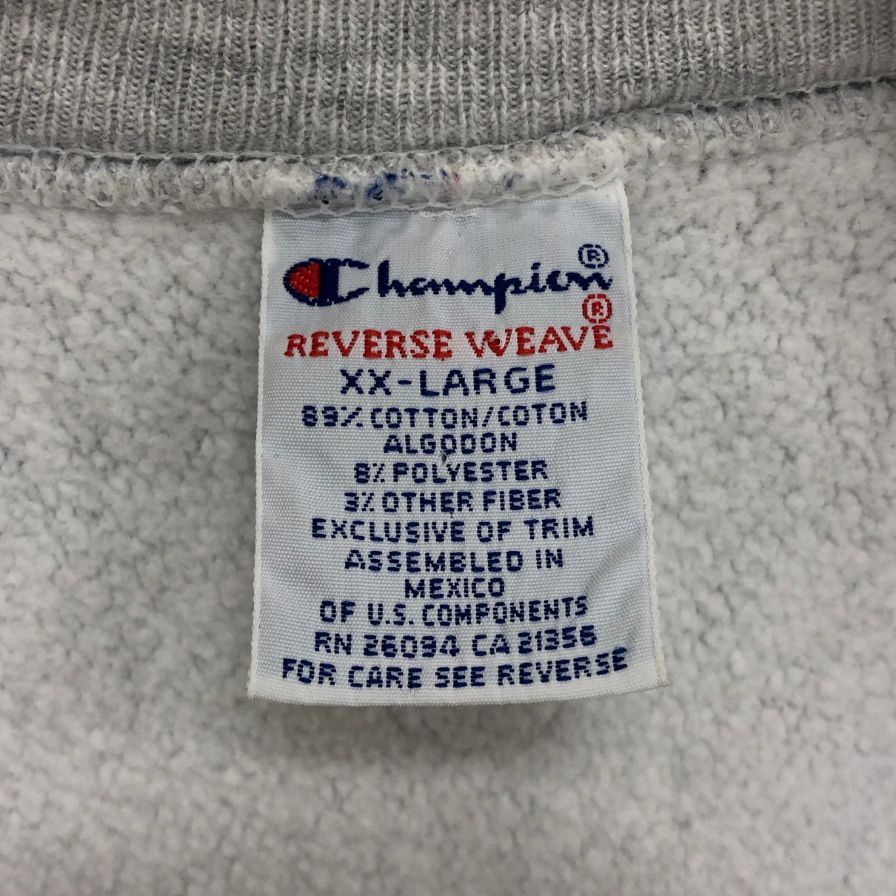 Champion®
REVERSE WEAVE®
XX-LARGE
89% COTTON/COTON
ALGODON
8% POLYESTER
3% OTHER FIBER
EXCLUSIVE OF TRIM
ASSEMBLED IN
MEXICO
OF U.S. COMPONENTS
RN 26094 CA 21356
FOR CARE SEE REVERSE